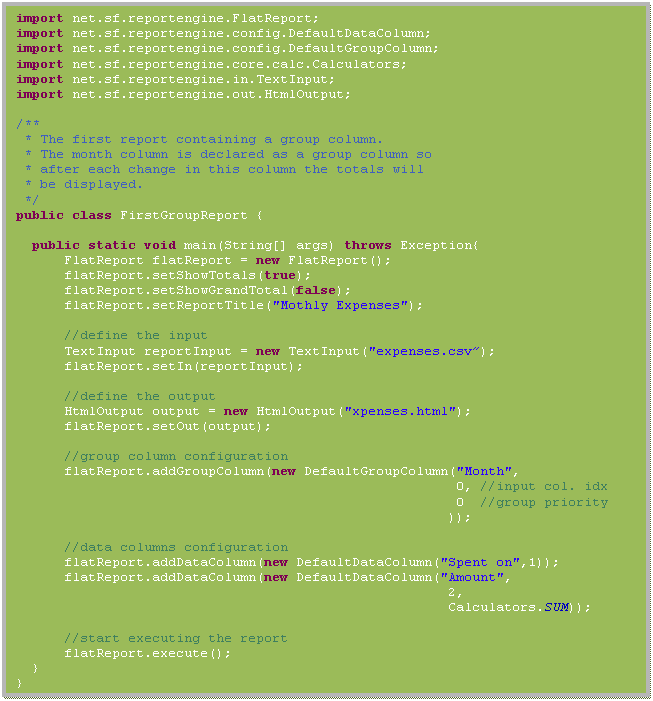 import net.sf.reportengine.FlatReport;
import net.sf.reportengine.config.DefaultDataColumn;
import net.sf.reportengine.config.DefaultGroupColumn;
import net.sf.reportengine.core.calc.Calculators;
import net.sf.reportengine.in.TextInput;
import net.sf.reportengine.out.HtmlOutput;

/**
 * The first report containing a group column.
 * The month column is declared as a group column so
 * after each change in this column the totals will
 * be displayed.
 */
public class FirstGroupReport {

  public static void main(String[] args) throws Exception{
      FlatReport flatReport = new FlatReport();
      flatReport.setShowTotals(true);
      flatReport.setShowGrandTotal(false);
      flatReport.setReportTitle("Mothly Expenses");

      //define the input
      TextInput reportInput = new TextInput("expenses.csv");
      flatReport.setIn(reportInput);

      //define the output
      HtmlOutput output = new HtmlOutput("xpenses.html");
      flatReport.setOut(output);

      //group column configuration
      flatReport.addGroupColumn(new DefaultGroupColumn("Month",
                                                       0, //input col. idx
                                                       0  //group priority
                                                      ));

      //data columns configuration
      flatReport.addDataColumn(new DefaultDataColumn("Spent on",1));
      flatReport.addDataColumn(new DefaultDataColumn("Amount",
                                                      2,
                                                      Calculators.SUM));

      //start executing the report
      flatReport.execute();
  }
}